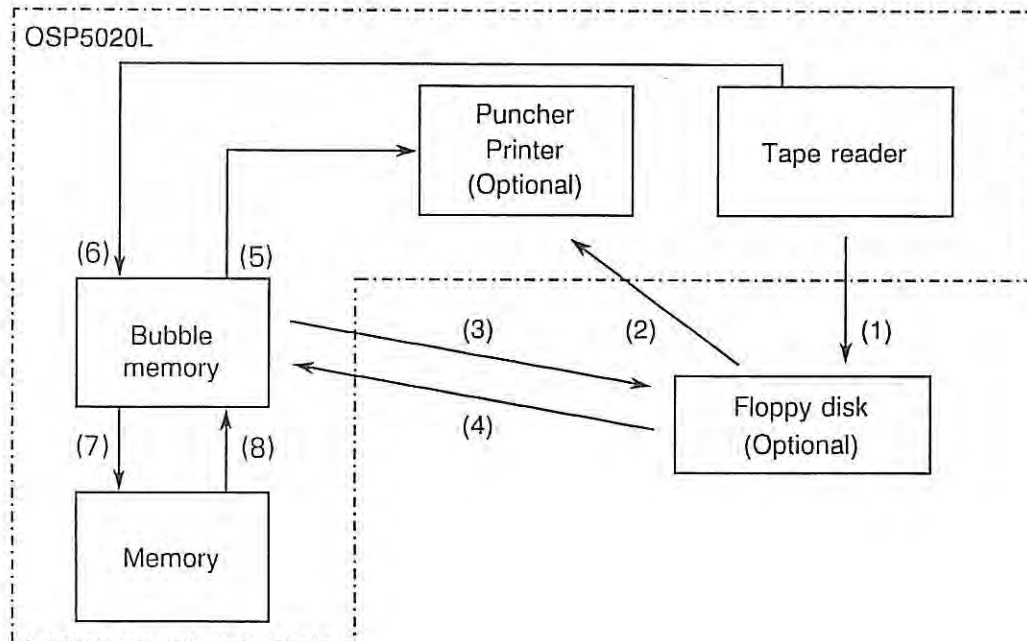 OSP5020L
Puncher
Printer
(Optional)
Tape reader
(6)
(5)
Bubble
memory
(3)
(2)
(1)
(4)
Floppy disk
(Optional)
(7)
(8)
Memory